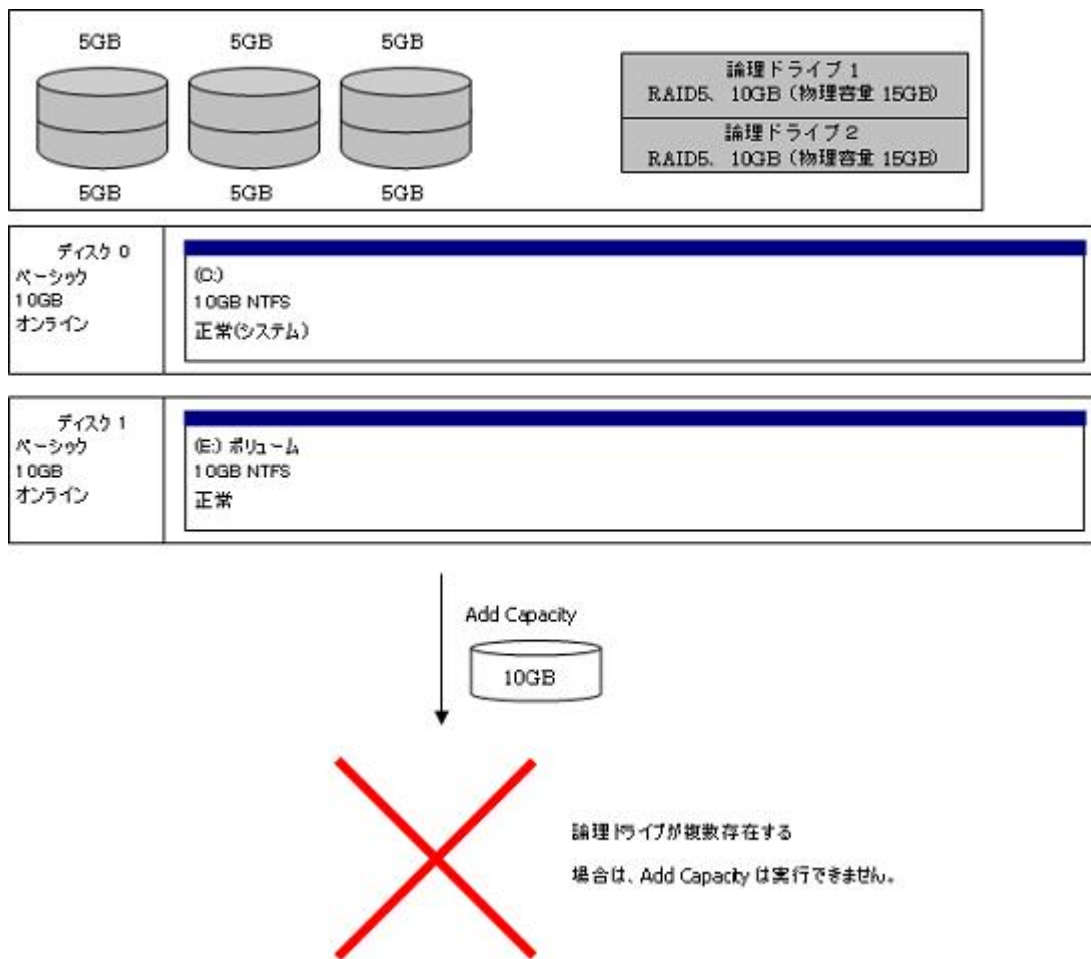 5GB 5GB 5GB
5GB 5GB 5GB
論理ドライブ 1
RAID5、 10GB (物理容量 15GB)
論理ドライブ 2
RAID5、 10GB (物理容量 15GB)
ディスク 0
ベーシック
10GB
オンライン
(C:)
10GB NTFS
正常(システム)
ディスク 1
ベーシック
10GB
オンライン
(E:) ボリューム
10GB NTFS
正常
Add Capacity
10GB
論理ドライブが複数存在する
場合は、Add Capacity は実行できません。